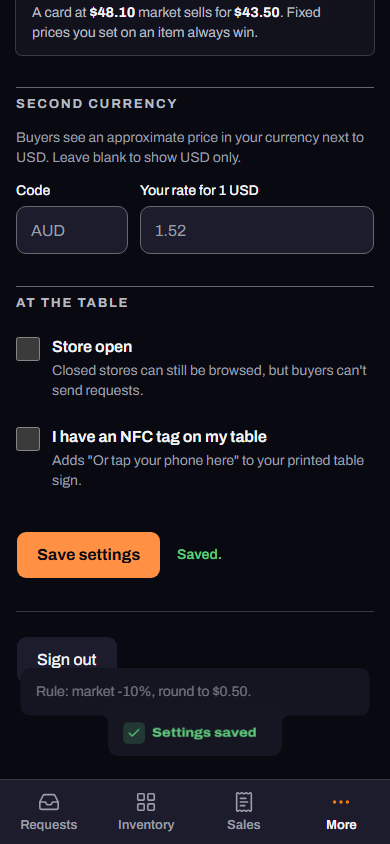 A card at $48.10 market sells for $43.50. Fixed
prices you set on an item always win.
SECOND CURRENCY
Buyers see an approximate price in your currency next to
USD. Leave blank to show USD only.
Code
Your rate for 1 USD
AUD
1.52
AT THE TABLE
Store open
Closed stores can still be browsed, but buyers can't
send requests.
I have an NFC tag on my table
Adds "Or tap your phone here" to your printed table
sign.
Save settings
Saved.
Sign out
Rule: market -10%, round to $0.50.
Settings saved
Requests
Inventory
Sales
More